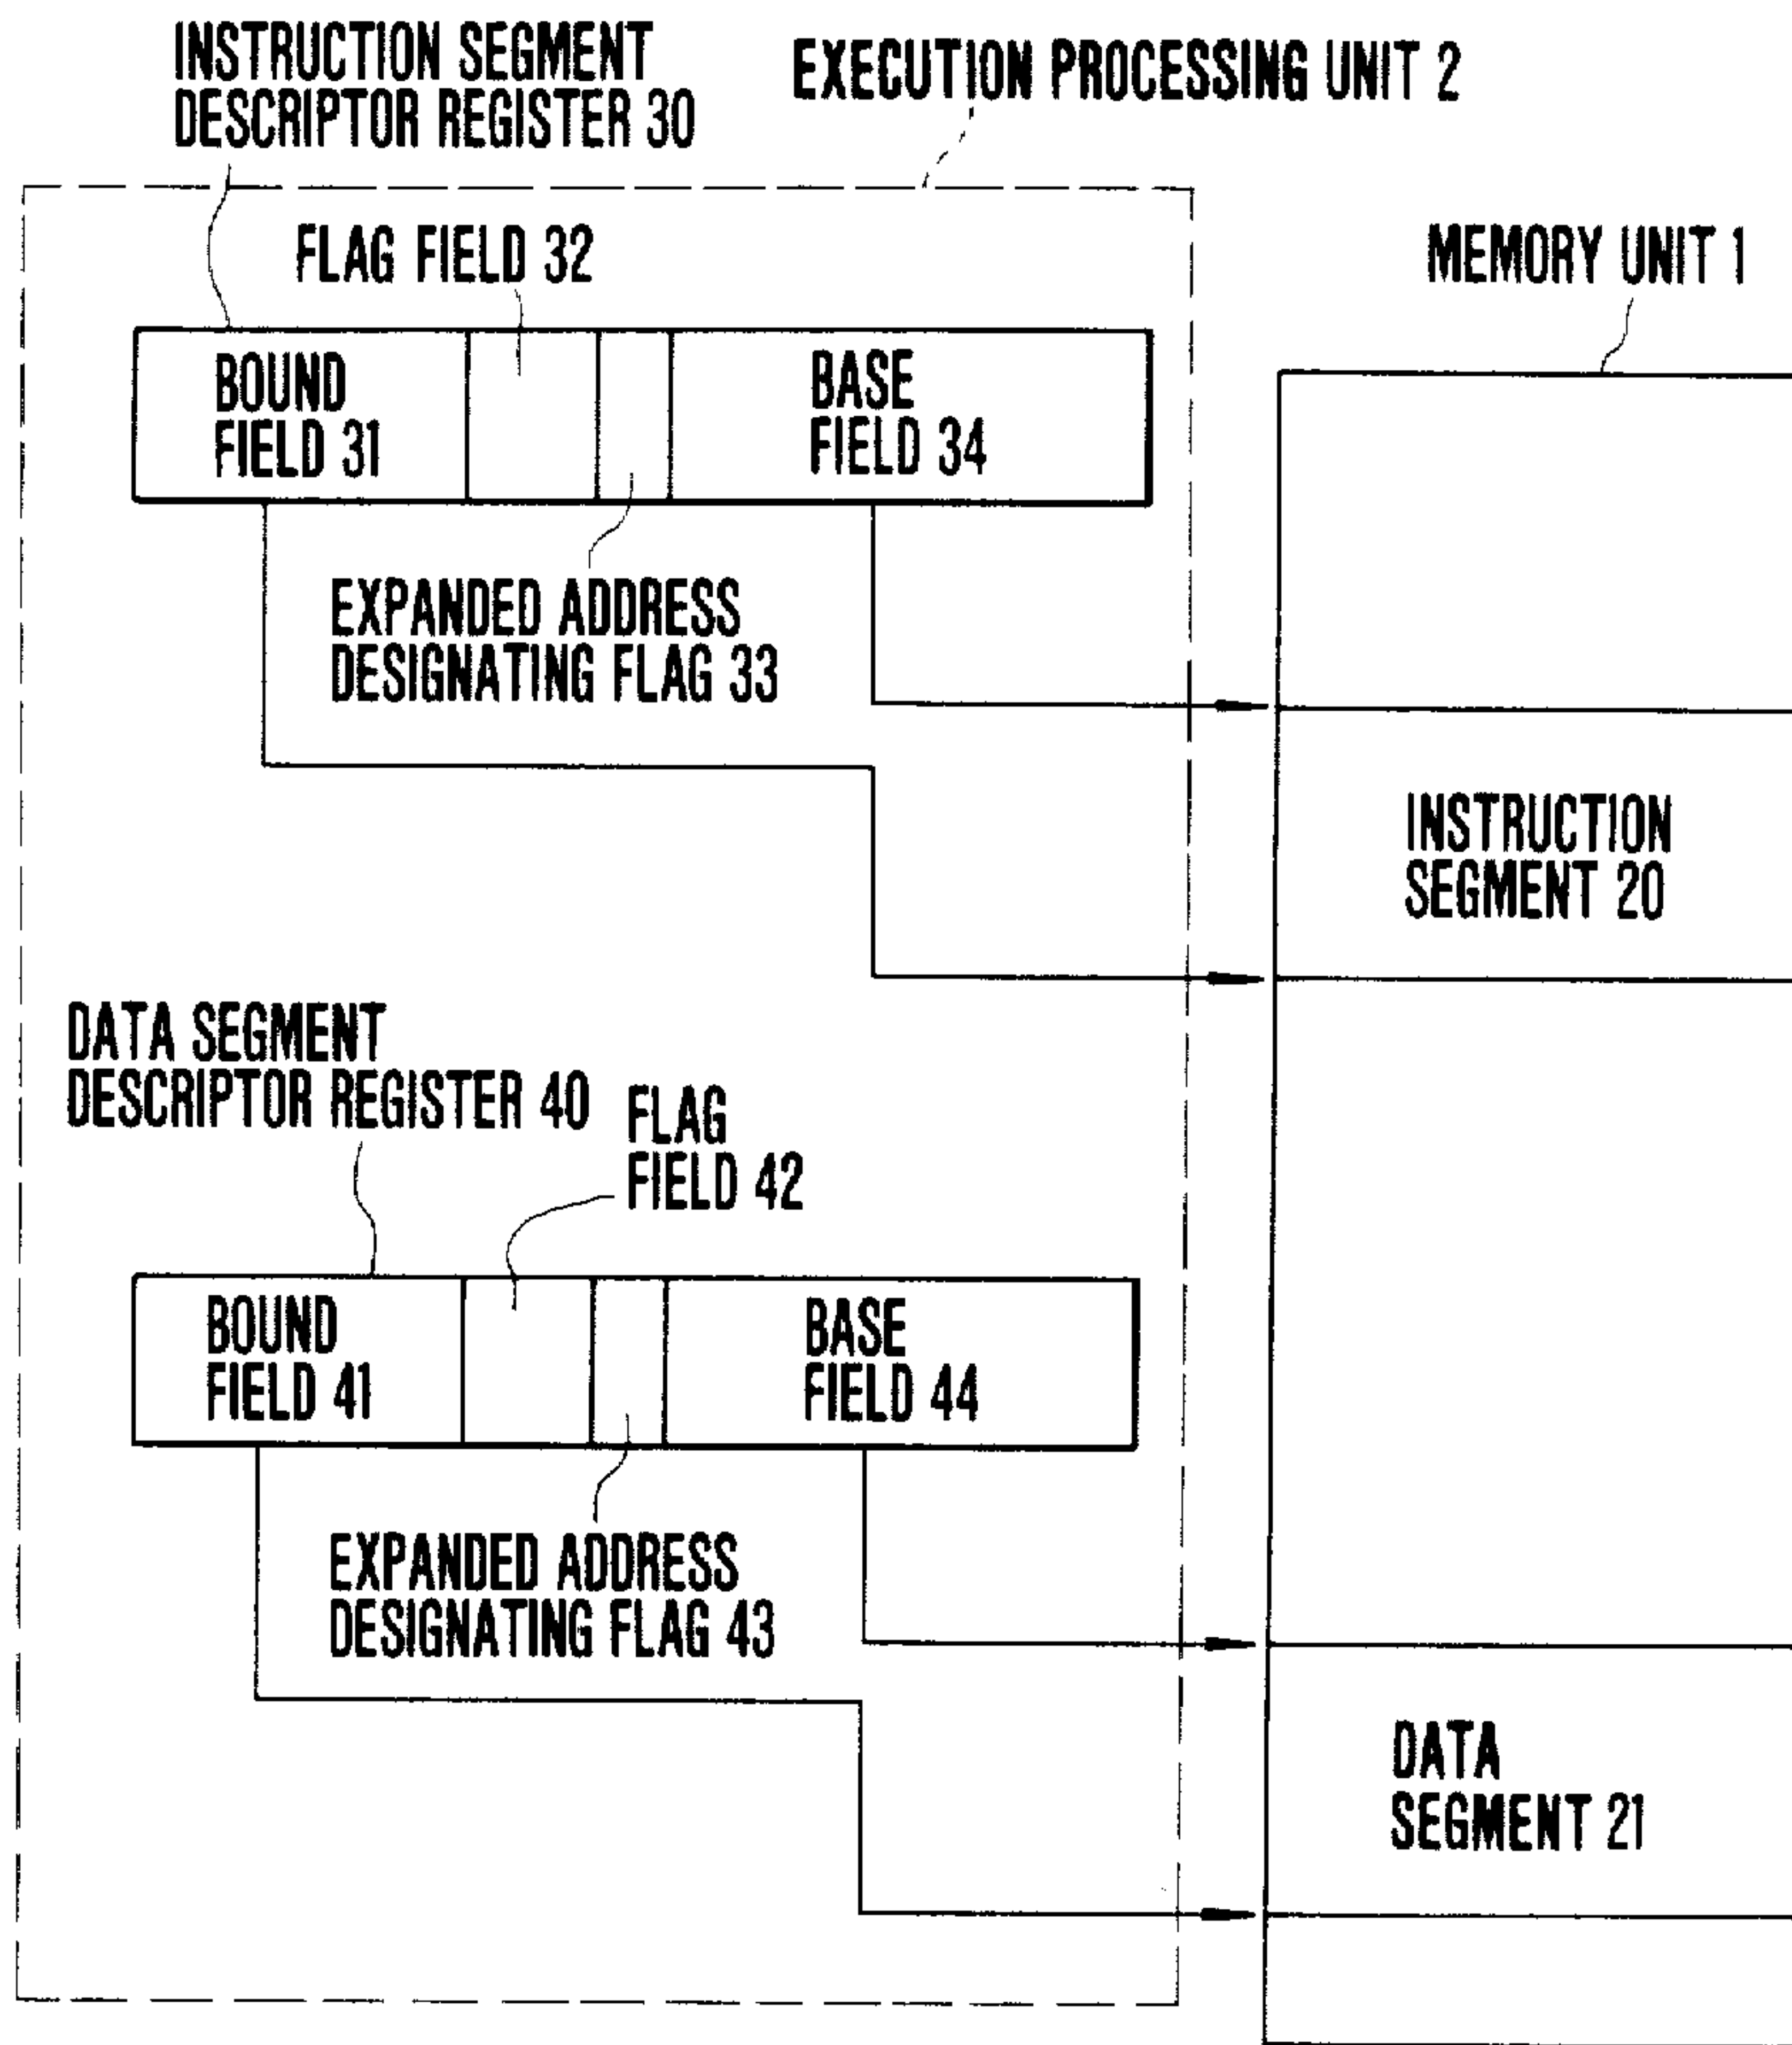 INSTRUCTION SEGMENT
DESCRIPTOR REGISTER 30
EXECUTION PROCESSING UNIT 2
FLAG FIELD 32
MEMORY UNIT 1
BOUND
FIELD 31
BASE
FIELD 34
EXPANDED ADDRESS
DESIGNATING FLAG 33
INSTRUCTION
SEGMENT 20
DATA SEGMENT
DESCRIPTOR REGISTER 40
FLAG
FIELD 42
BOUND
FIELD 41
BASE
FIELD 44
EXPANDED ADDRESS
DESIGNATING FLAG 43
DATA
SEGMENT 21